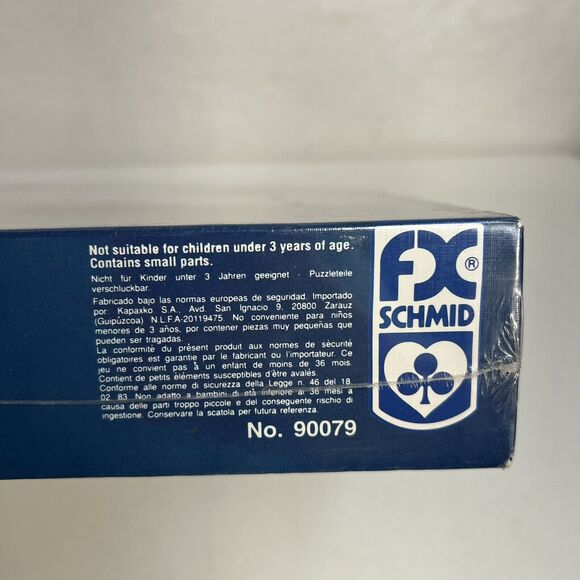 Not suitable for children under 3 years of age.
Contains small parts.
Nicht für Kinder unter 3 Jahren geeignet · Puzzleteile
verschluckbar.
Fabricado bajo las normas europeas de seguridad. Importado
por: Kapaxko S.A., Avd. San Ignacio 9, 20800 Zarauz
(Guipúzcoa) N.I.F.A-20119475. No conveniente para niños
menores de 3 años, por contener piezas muy pequeñas que
pueden ser tragadas.
La conformité du présent produit aux normes de sécurité
obligatoires est garantie par le fabricant ou l'importateur. Ce
jeu ne convient pas à un enfant de moins de 36 mois.
Contient de petits éléments susceptibles d'être avalés.
Conforme alle norme di sicurezza della Legge n. 46 del 18
02 83. Non adatto a bambini di età inferiore ai 36 mesi a
causa delle parti troppo piccole e del conseguente rischio di
ingestione. Conservare la scatola per futura referenza.
No. 90079
FX ®
SCHMID